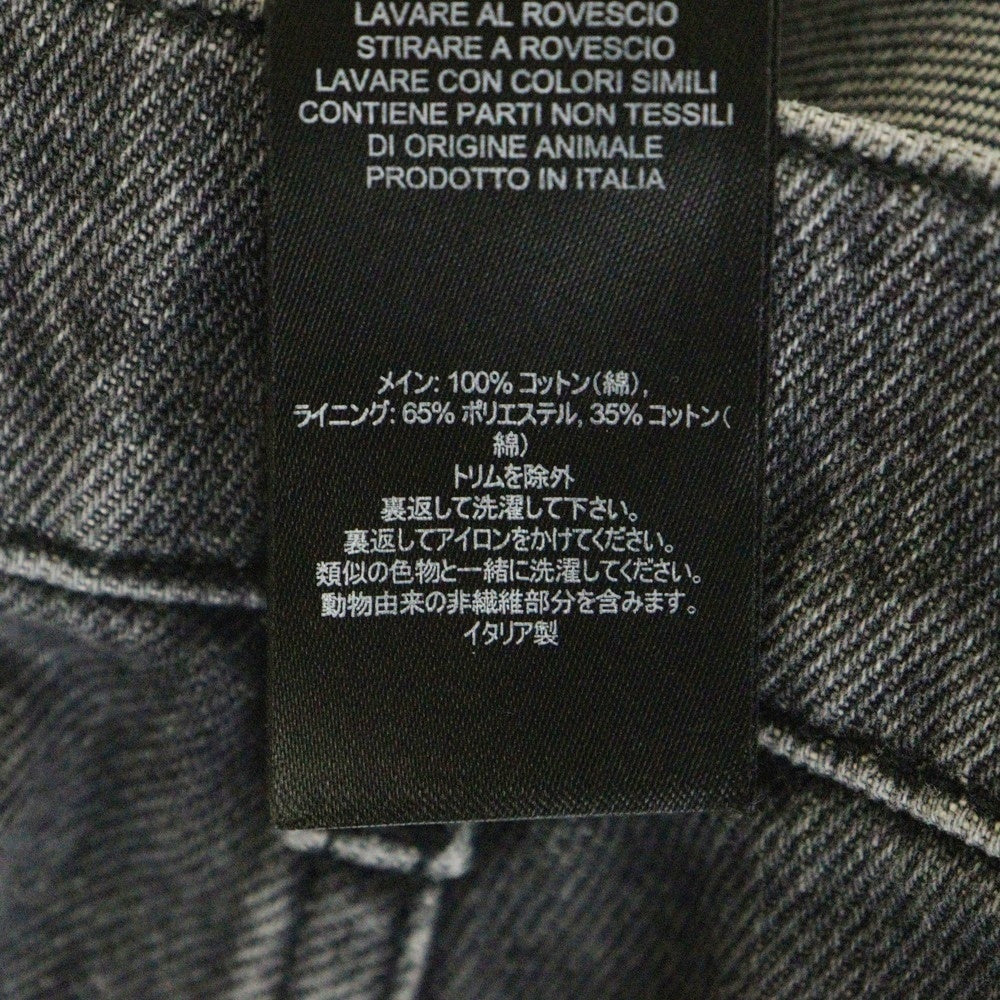 LAVARE AL ROVESCIO
STIRARE A ROVESCIO
LAVARE CON COLORI SIMILI
CONTIENE PARTI NON TESSILI
DI ORIGINE ANIMALE
PRODOTTO IN ITALIA
メイン: 100% コットン(綿),
ライニング: 65% ポリエステル, 35% コットン(
綿)
トリムを除外
裏返して洗濯して下さい。
裏返してアイロンをかけてください。
類似の色物と一緒に洗濯してください。
動物由来の非繊維部分を含みます。
イタリア製